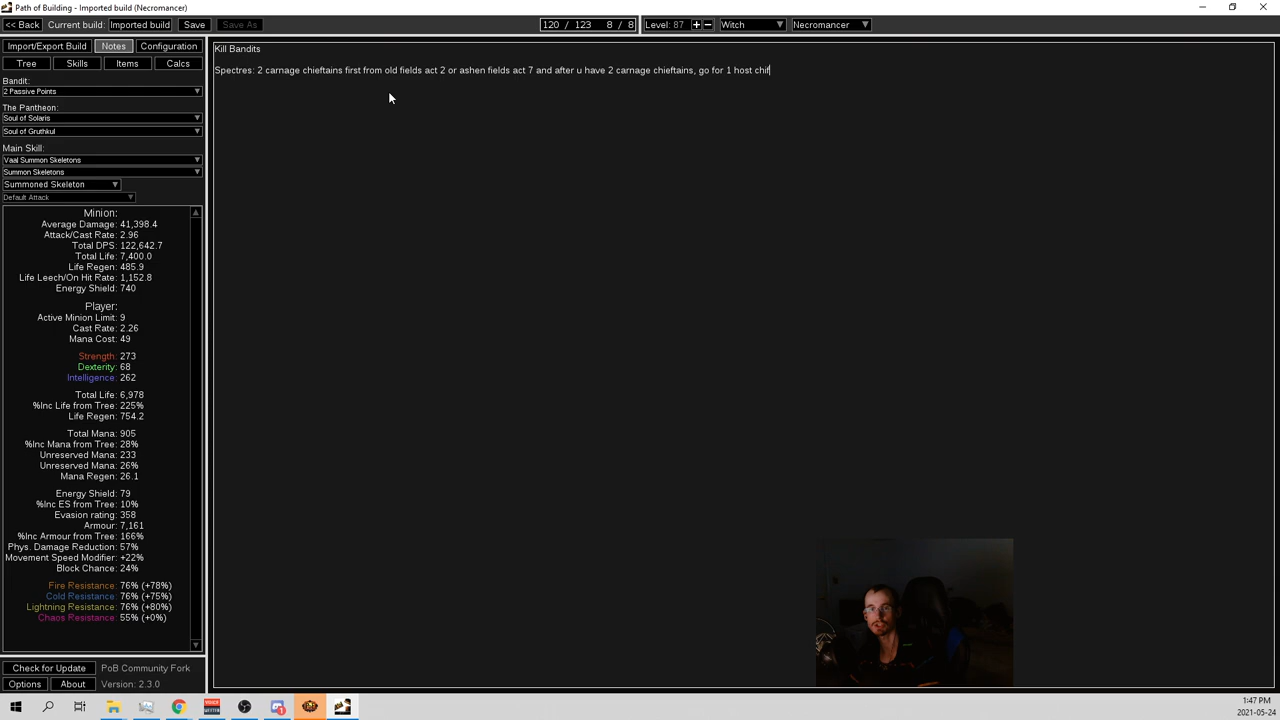 Path of Building - Imported build (Necromancer)
<< Back Current build: Imported build Save Save As 120 / 123 8 / 8 Level: 87 + - Witch Necromancer
Import/Export Build Notes Configuration
Tree Skills Items Calcs
Bandit:
2 Passive Points
The Pantheon:
Soul of Solaris
Soul of Gruthkul
Main Skill:
Vaal Summon Skeletons
Summon Skeletons
Summoned Skeleton
Default Attack
Minion:
Average Damage: 41,398.4
Attack/Cast Rate: 2.96
Total DPS: 122,642.7
Total Life: 7,400.0
Life Regen: 485.9
Life Leech/On Hit Rate: 1,152.8
Energy Shield: 740
Player:
Active Minion Limit: 9
Cast Rate: 2.26
Mana Cost: 49
Strength: 273
Dexterity: 68
Intelligence: 262
Total Life: 6,978
%Inc Life from Tree: 225%
Life Regen: 754.2
Total Mana: 905
%Inc Mana from Tree: 28%
Unreserved Mana: 233
Unreserved Mana: 26%
Mana Regen: 26.1
Energy Shield: 79
%Inc ES from Tree: 10%
Evasion rating: 358
Armour: 7,161
%Inc Armour from Tree: 166%
Phys. Damage Reduction: 57%
Movement Speed Modifier: +22%
Block Chance: 24%
Fire Resistance: 76% (+78%)
Cold Resistance: 76% (+75%)
Lightning Resistance: 76% (+80%)
Chaos Resistance: 55% (+0%)
Check for Update PoB Community Fork
Options About Version: 2.3.0
Kill Bandits
Spectres: 2 carnage chieftains first from old fields act 2 or ashen fields act 7 and after u have 2 carnage chieftains, go for 1 host chif
1:47 PM
2021-05-24